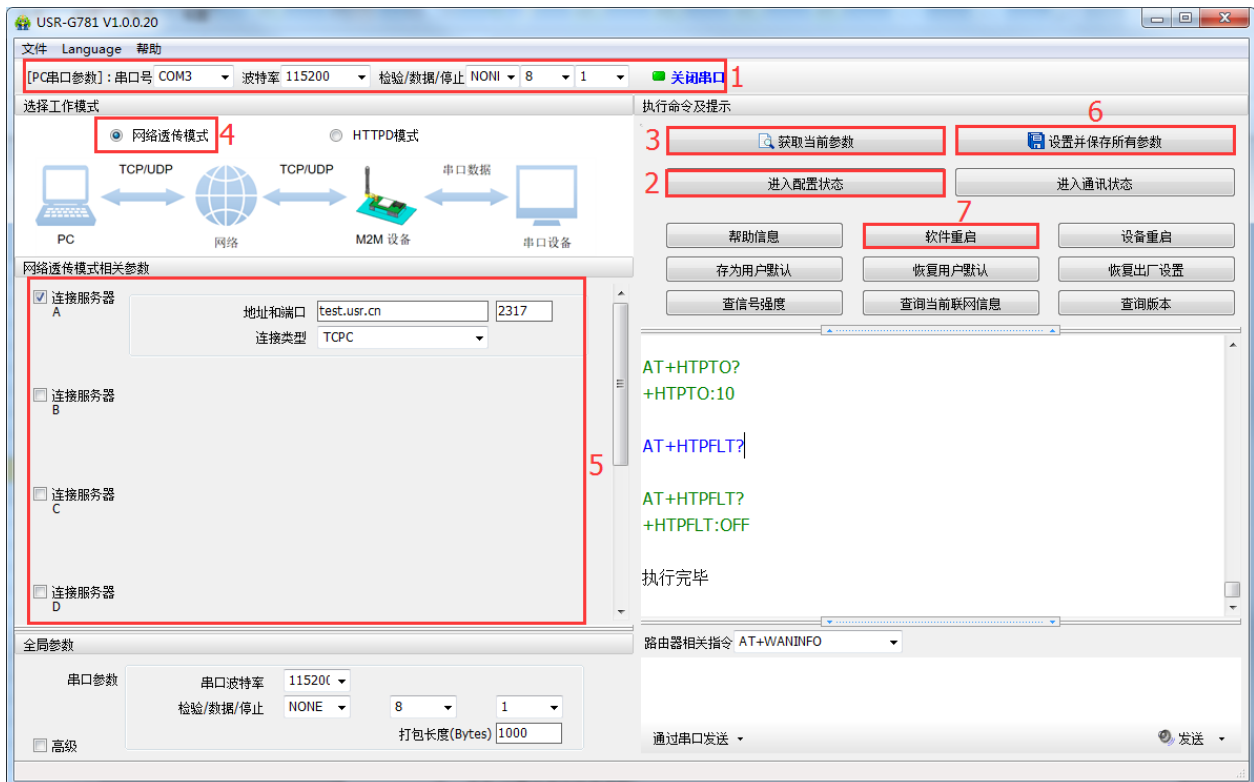 USR-G781 V1.0.0.20
文件 Language 帮助
[PC串口参数]：串口号 COM3 波特率 115200 检验/数据/停止 NONI 8 1 关闭串口 1
选择工作模式
网络透传模式 4 HTTPD模式
TCP/UDP TCP/UDP 串口数据
PC 网络 M2M 设备 串口设备
网络透传模式相关参数
连接服务器
A
地址和端口 test.usr.cn 2317
连接类型 TCPC
连接服务器
B
5
连接服务器
C
连接服务器
D
全局参数
串口参数 串口波特率 11520(
检验/数据/停止 NONE 8 1
打包长度(Bytes) 1000
高级
执行命令及提示
6
3 获取当前参数 设置并保存所有参数
2 进入配置状态 进入通讯状态
7
帮助信息 软件重启 设备重启
存为用户默认 恢复用户默认 恢复出厂设置
查信号强度 查询当前联网信息 查询版本
AT+HTPTO?
+HTPTO:10
AT+HTPFLT?
AT+HTPFLT?
+HTPFLT:OFF
执行完毕
路由器相关指令 AT+WANINFO
通过串口发送 发送